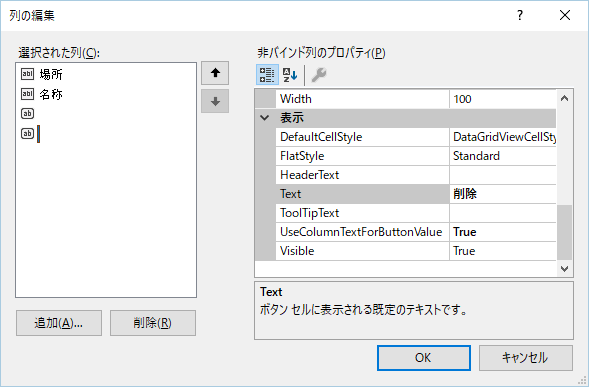 列の編集
? ×
選択された列(C):
abl 場所
abl 名称
ab
ab
追加(A)...
削除(R)
非バインド列のプロパティ(P)
Width 100
表示
DefaultCellStyle DataGridViewCellSty
FlatStyle Standard
HeaderText
Text 削除
ToolTipText
UseColumnTextForButtonValue True
Visible True
Text
ボタン セルに表示される既定のテキストです。
OK
キャンセル